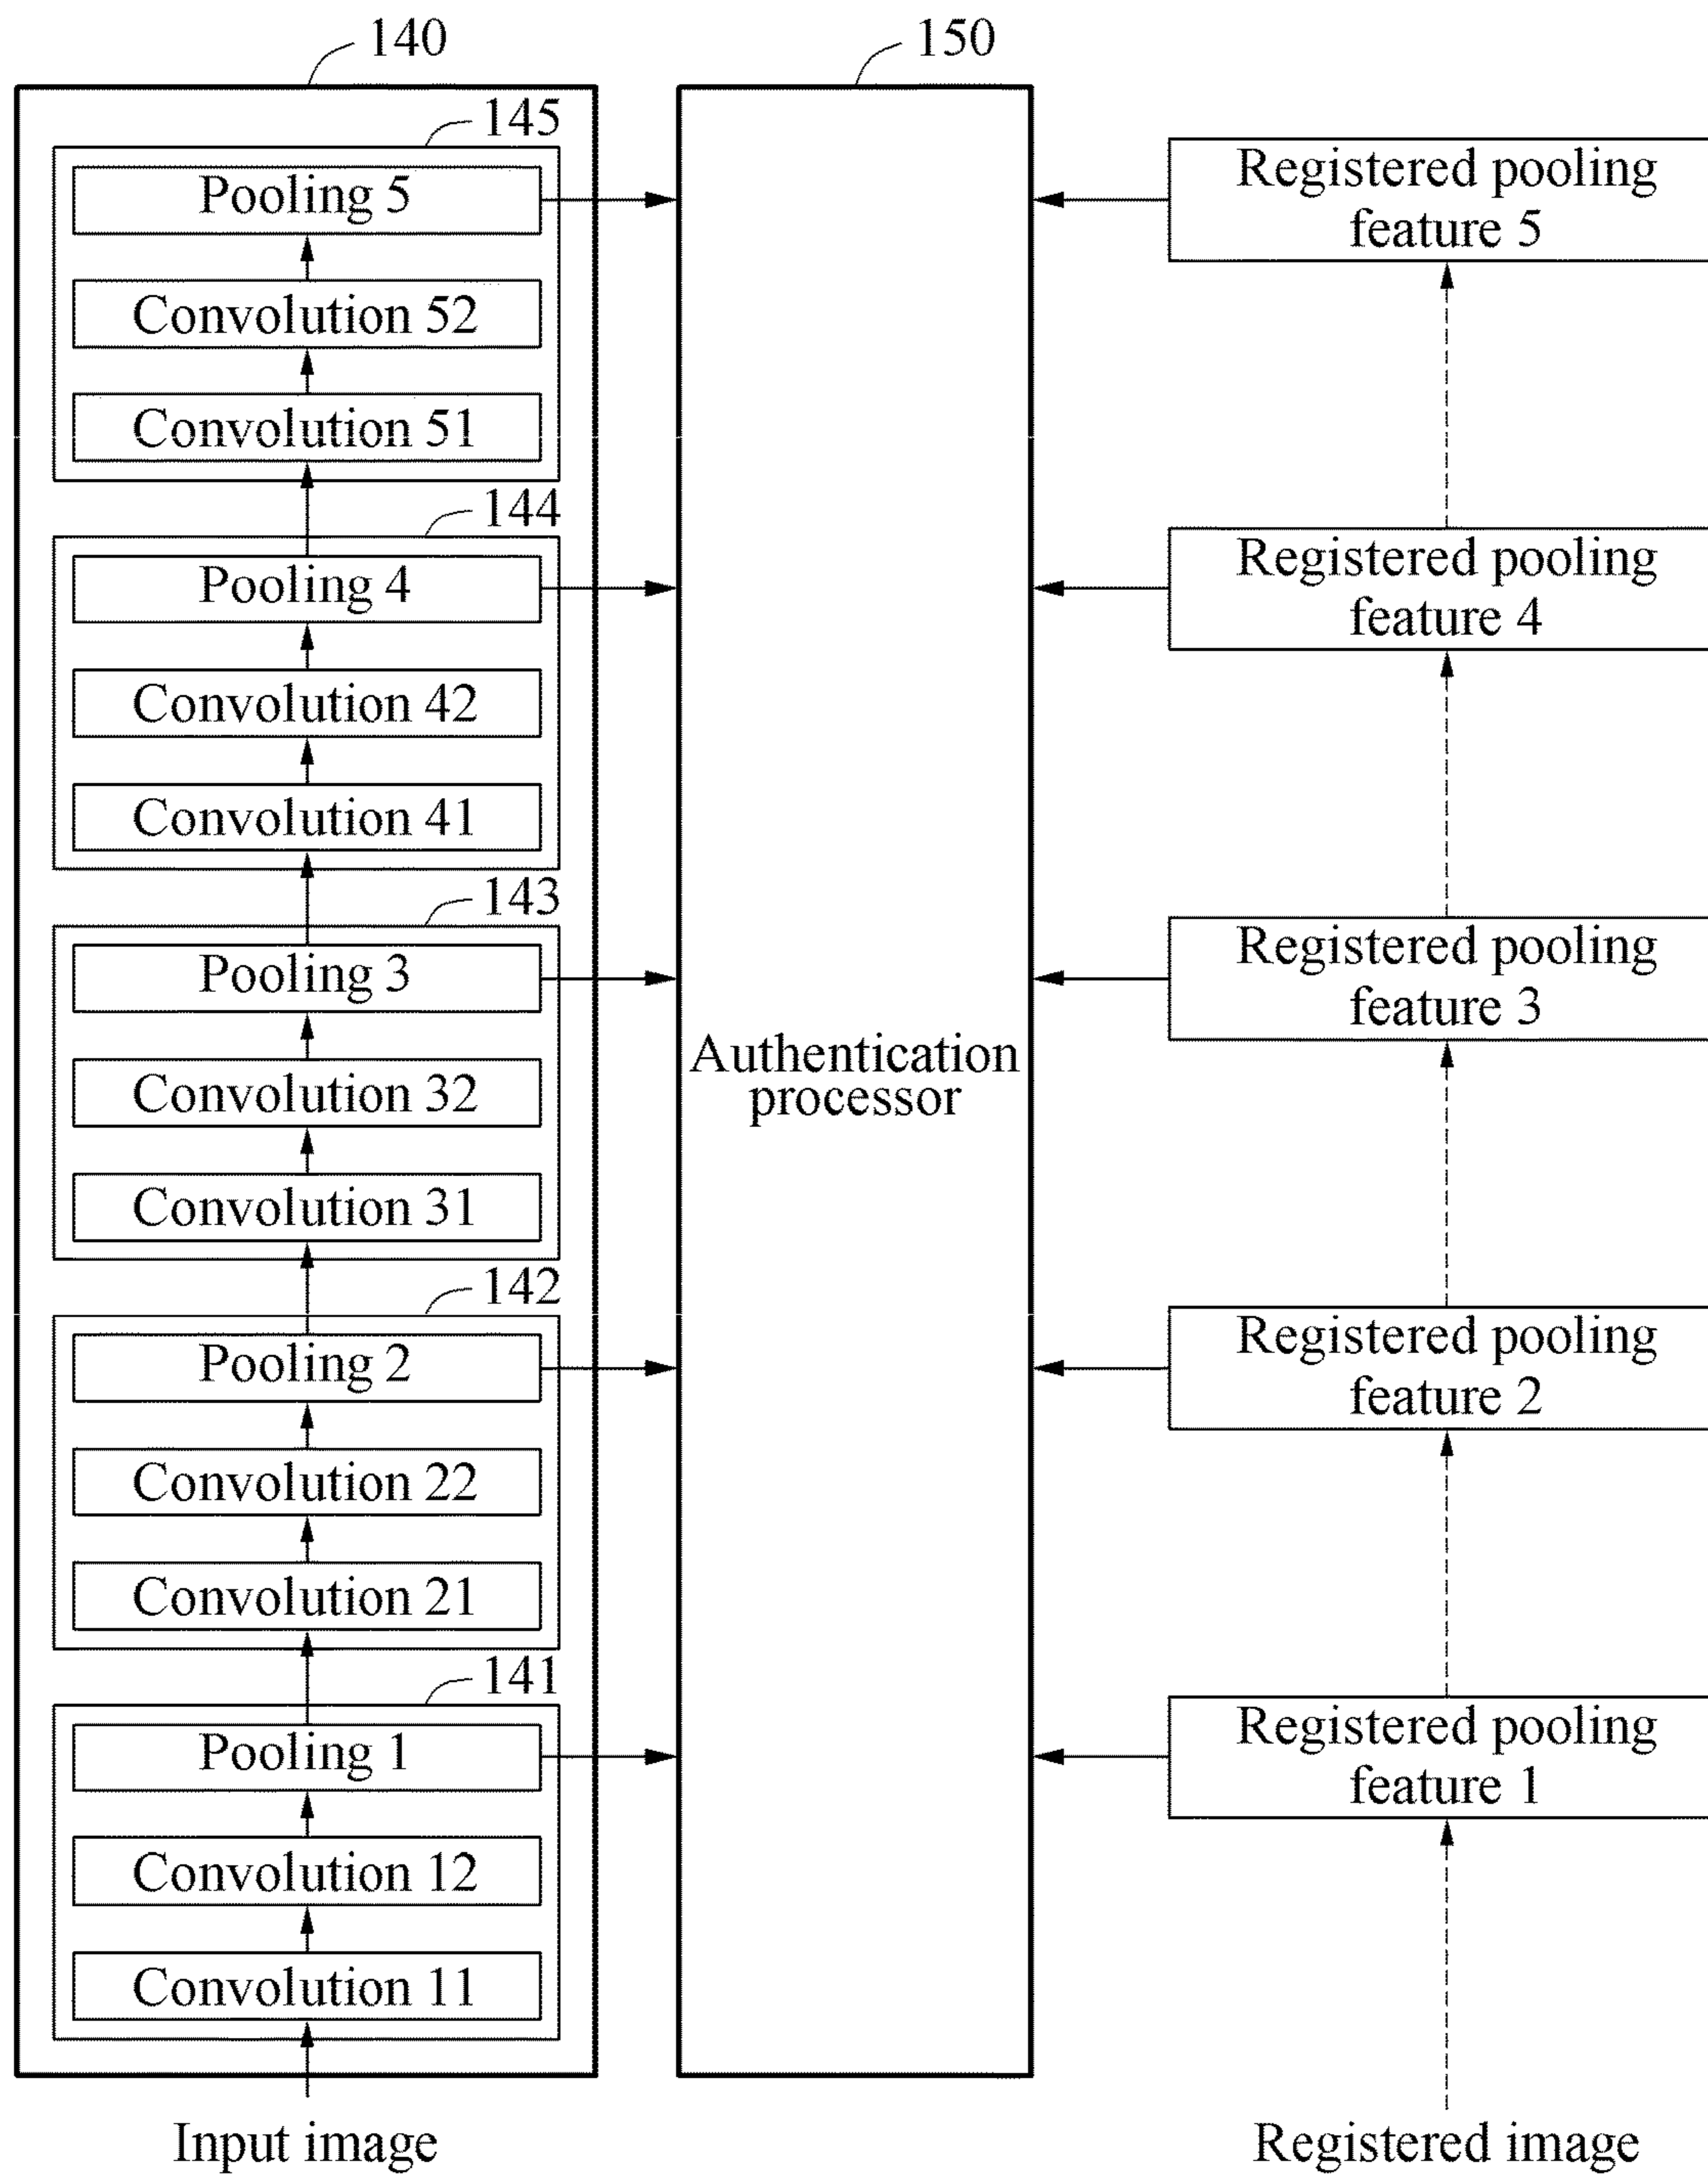 140
145
Pooling 5
Convolution 52
Convolution 51
144
Pooling 4
Convolution 42
Convolution 41
143
Pooling 3
Convolution 32
Convolution 31
142
Pooling 2
Convolution 22
Convolution 21
141
Pooling 1
Convolution 12
Convolution 11
Input image
150
Authentication
processor
Registered pooling
feature 5
Registered pooling
feature 4
Registered pooling
feature 3
Registered pooling
feature 2
Registered pooling
feature 1
Registered image